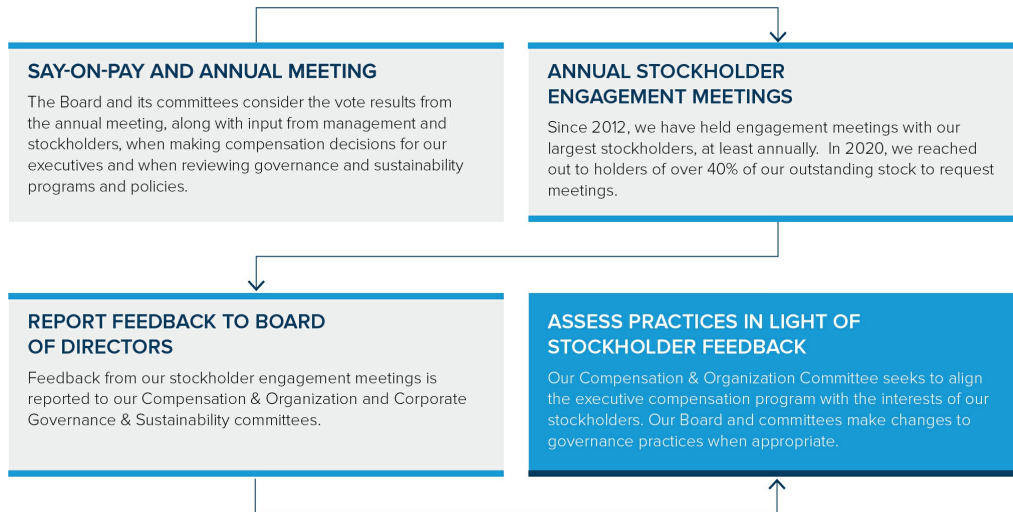 SAY-ON-PAY AND ANNUAL MEETING
The Board and its committees consider the vote results from
the annual meeting, along with input from management and
stockholders, when making compensation decisions for our
executives and when reviewing governance and sustainability
programs and policies.
ANNUAL STOCKHOLDER
ENGAGEMENT MEETINGS
Since 2012, we have held engagement meetings with our
largest stockholders, at least annually.  In 2020, we reached
out to holders of over 40% of our outstanding stock to request
meetings.
REPORT FEEDBACK TO BOARD
OF DIRECTORS
Feedback from our stockholder engagement meetings is
reported to our Compensation & Organization and Corporate
Governance & Sustainability committees.
ASSESS PRACTICES IN LIGHT OF
STOCKHOLDER FEEDBACK
Our Compensation & Organization Committee seeks to align
the executive compensation program with the interests of our
stockholders. Our Board and committees make changes to
governance practices when appropriate.